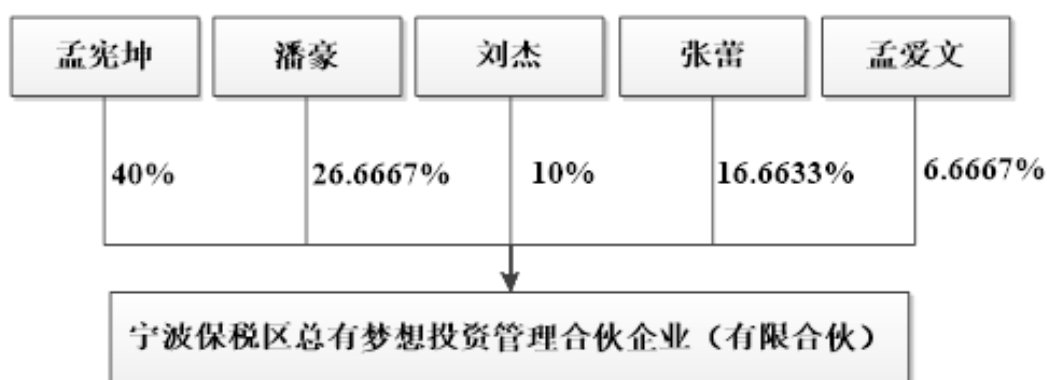 孟宪坤 潘豪 刘杰 张蕾 孟爱文
40% 26.6667% 10% 16.6633% 6.6667%
宁波保税区总有梦想投资管理合伙企业（有限合伙）